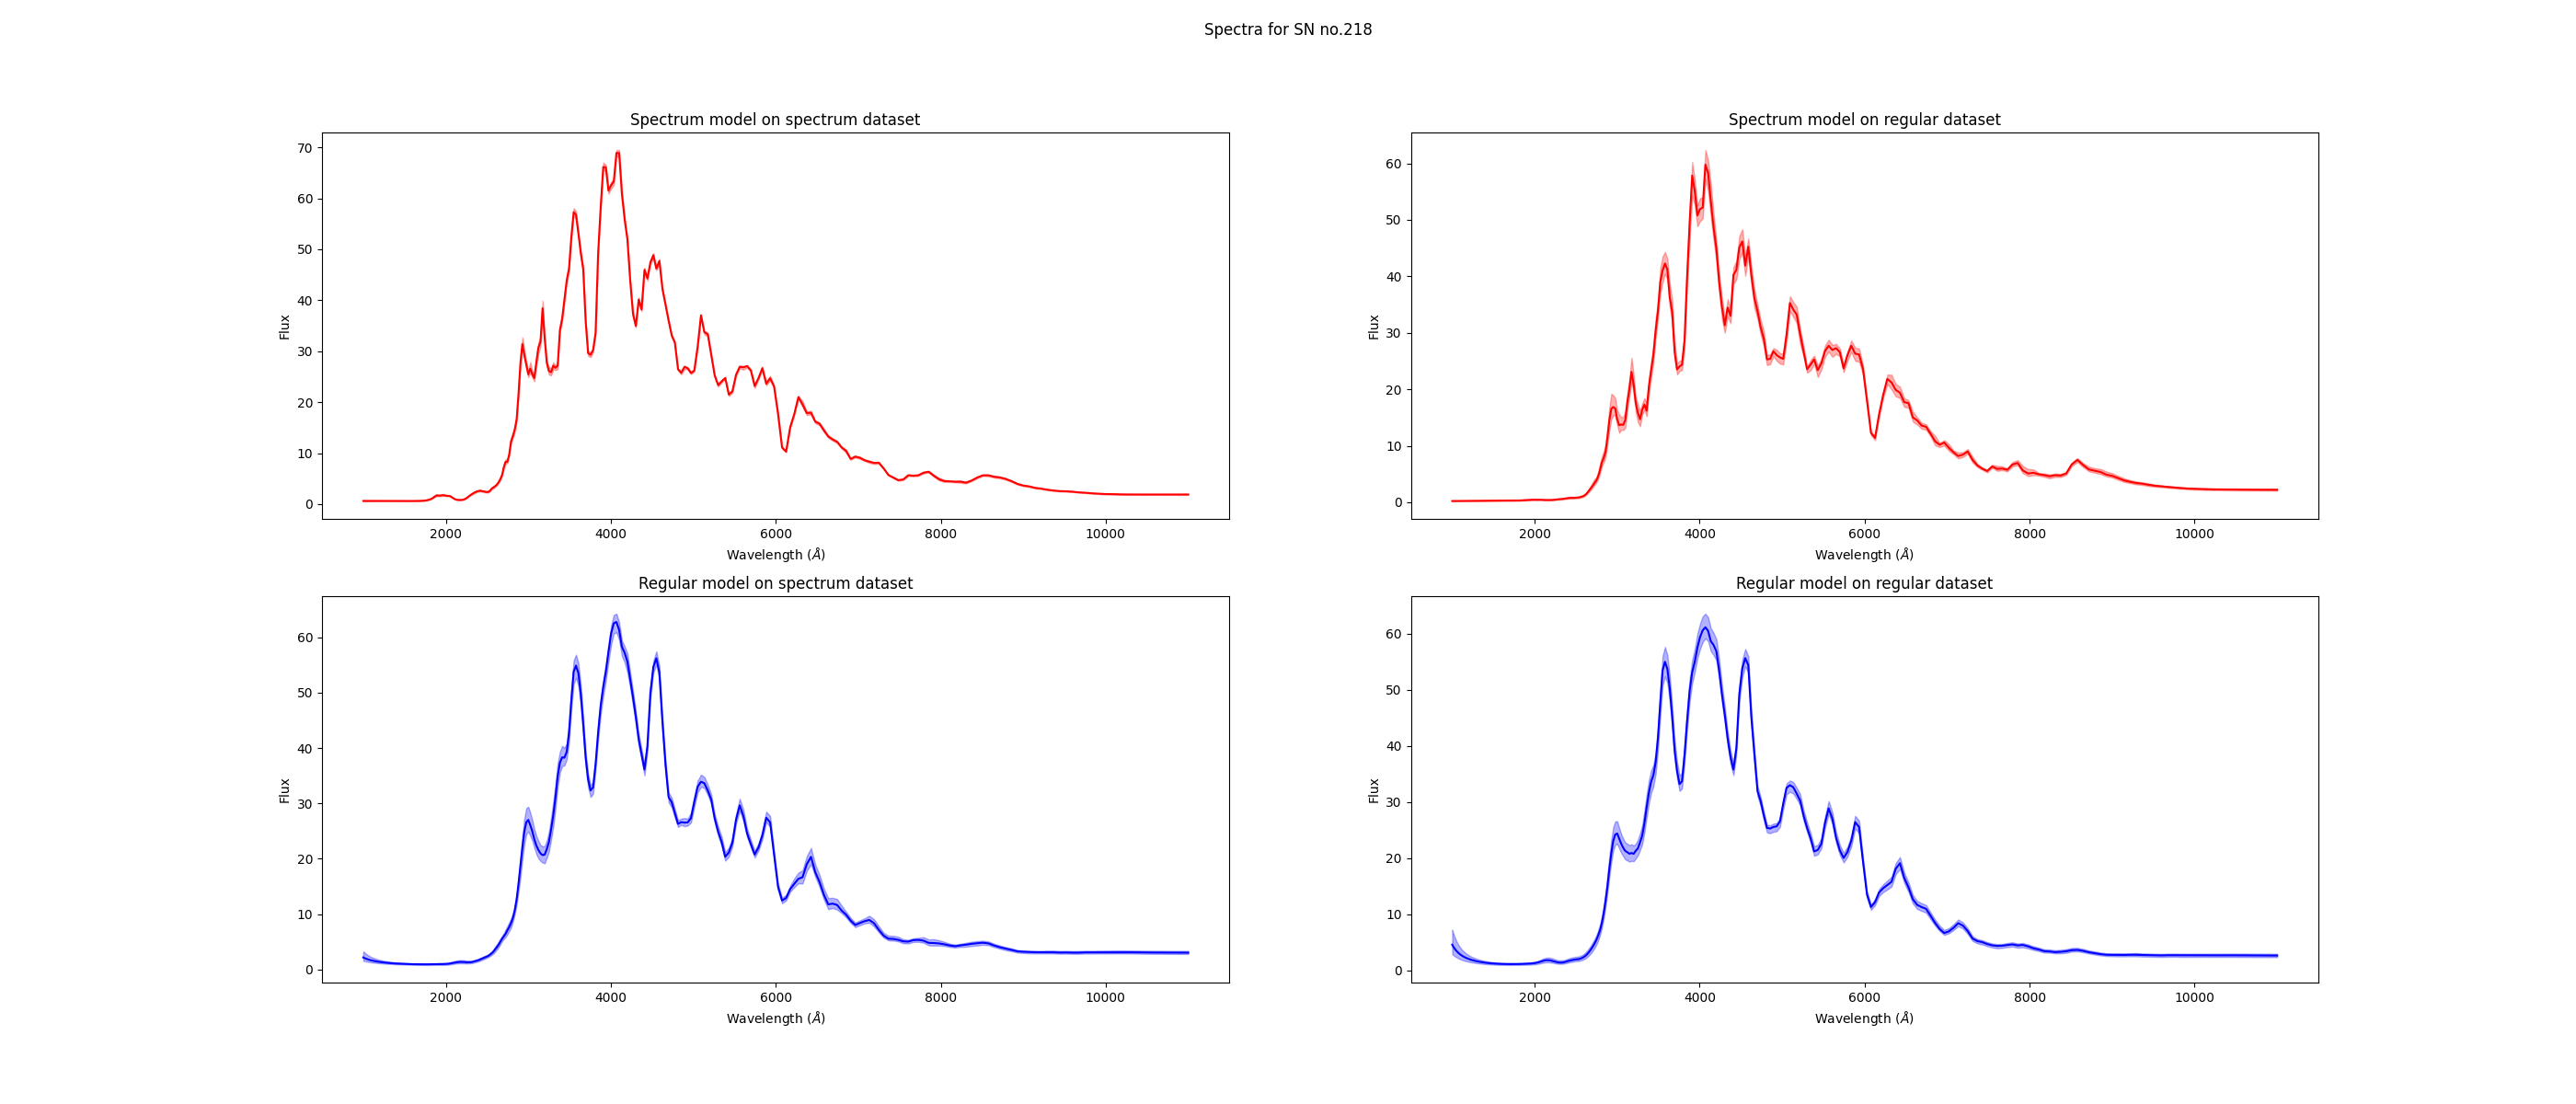 Spectra for SN no.218
Spectrum model on spectrum dataset
70
60
50
40
30
20
10
0
Flux
2000 4000 6000 8000 10000
Wavelength (Å)
Spectrum model on regular dataset
60
50
40
30
20
10
0
Flux
2000 4000 6000 8000 10000
Wavelength (Å)
Regular model on spectrum dataset
60
50
40
30
20
10
0
Flux
2000 4000 6000 8000 10000
Wavelength (Å)
Regular model on regular dataset
60
50
40
30
20
10
0
Flux
2000 4000 6000 8000 10000
Wavelength (Å)